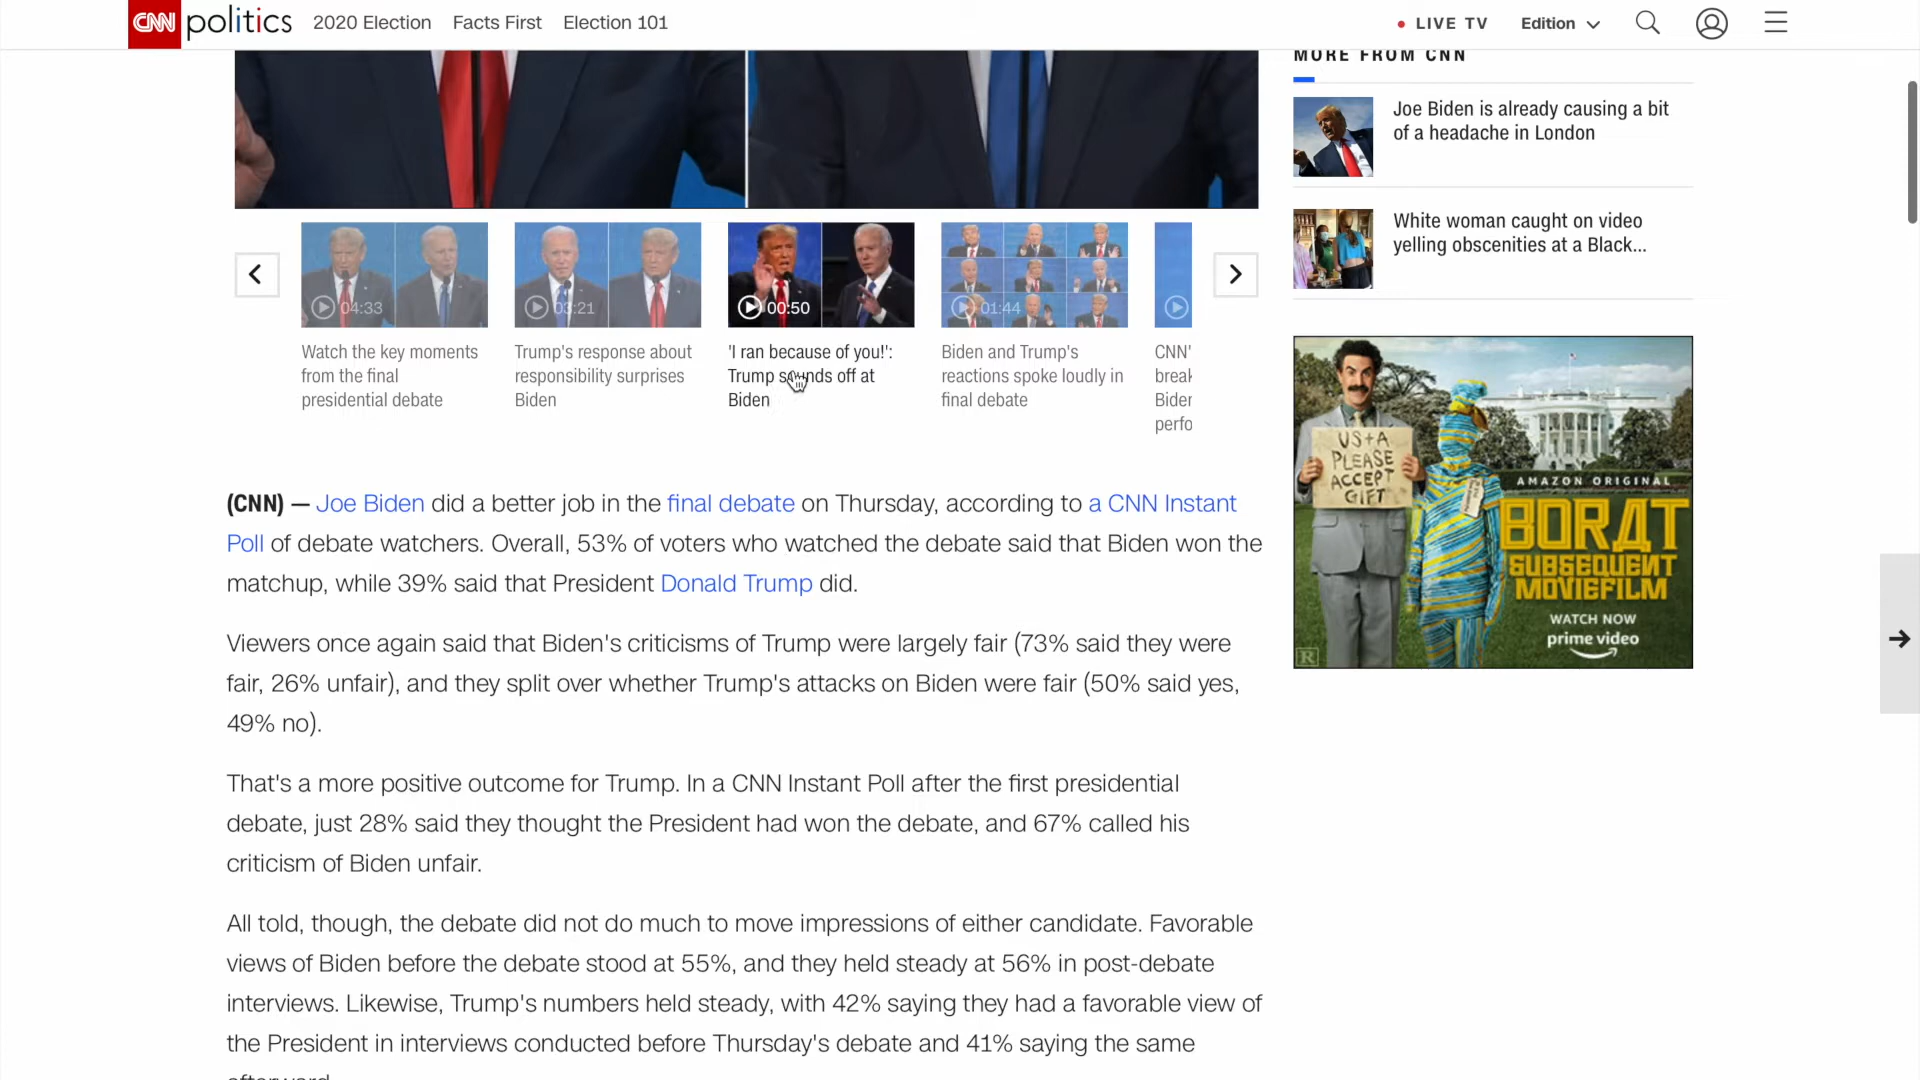 CNN politics 2020 Election Facts First Election 101 LIVE TV Edition
MORE FROM CNN
Joe Biden is already causing a bit
of a headache in London
White woman caught on video
yelling obscenities at a Black...
04:33
03:21
00:50
01:44
Watch the key moments
from the final
presidential debate
Trump's response about
responsibility surprises
Biden
'I ran because of you!':
Trump sounds off at
Biden
Biden and Trump's
reactions spoke loudly in
final debate
CNN'
break
Biden
perfo
(CNN) — Joe Biden did a better job in the final debate on Thursday, according to a CNN Instant
Poll of debate watchers. Overall, 53% of voters who watched the debate said that Biden won the
matchup, while 39% said that President Donald Trump did.
Viewers once again said that Biden's criticisms of Trump were largely fair (73% said they were
fair, 26% unfair), and they split over whether Trump's attacks on Biden were fair (50% said yes,
49% no).
That's a more positive outcome for Trump. In a CNN Instant Poll after the first presidential
debate, just 28% said they thought the President had won the debate, and 67% called his
criticism of Biden unfair.
All told, though, the debate did not do much to move impressions of either candidate. Favorable
views of Biden before the debate stood at 55%, and they held steady at 56% in post-debate
interviews. Likewise, Trump's numbers held steady, with 42% saying they had a favorable view of
the President in interviews conducted before Thursday's debate and 41% saying the same
US+A
PLEASE
ACCEPT
GIFT
AMAZON ORIGINAL
BORAT
SUBSEQUENT
MOVIEFILM
WATCH NOW
prime video
R